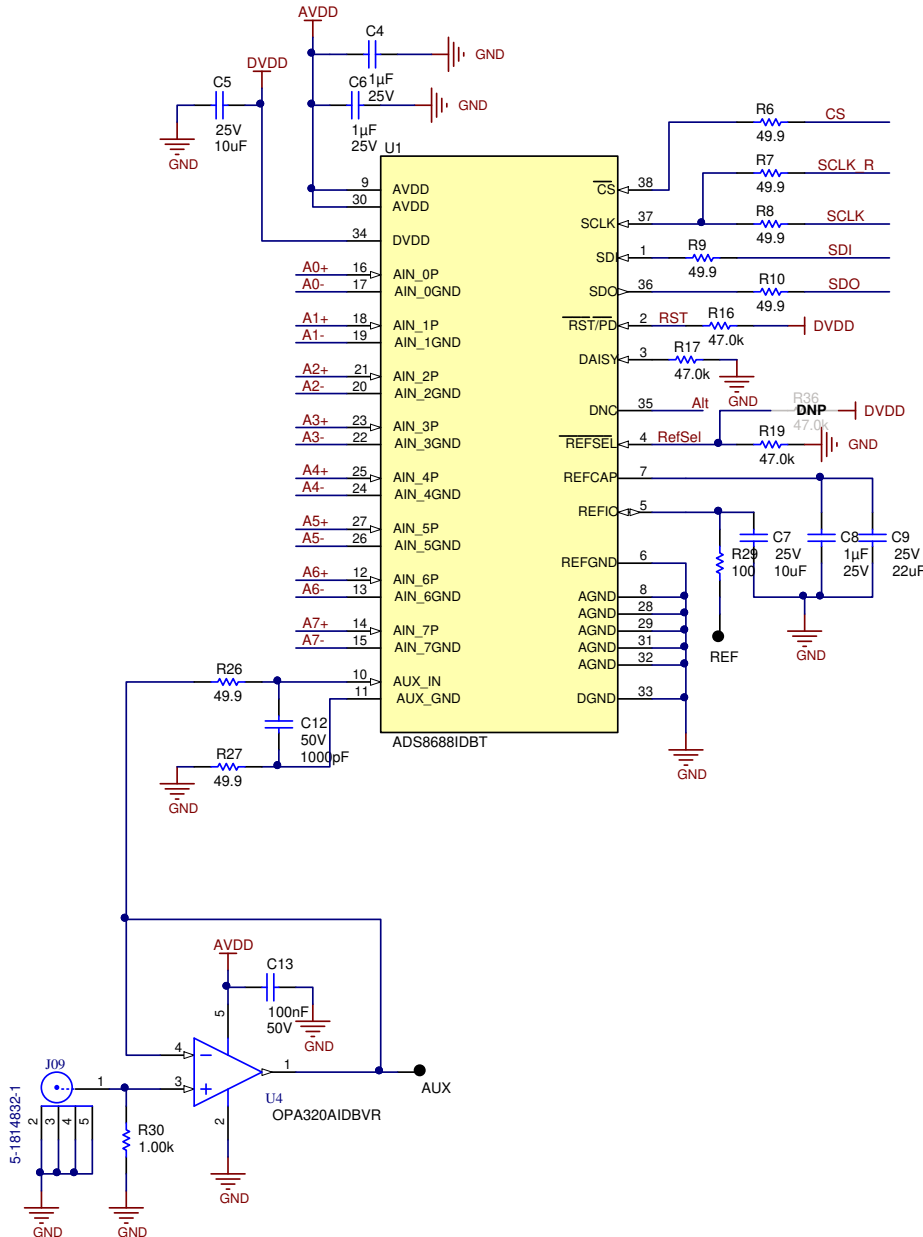 AVDD
C4
1µF
25V
GND
DVDD
C5
25V
10uF
GND
C6
1µF
25V
GND
U1
9 AVDD
30 AVDD
34 DVDD
A0+ 16 AIN_0P
A0- 17 AIN_0GND
A1+ 18 AIN_1P
A1- 19 AIN_1GND
A2+ 21 AIN_2P
A2- 20 AIN_2GND
A3+ 23 AIN_3P
A3- 22 AIN_3GND
A4+ 25 AIN_4P
A4- 24 AIN_4GND
A5+ 27 AIN_5P
A5- 26 AIN_5GND
A6+ 12 AIN_6P
A6- 13 AIN_6GND
A7+ 14 AIN_7P
A7- 15 AIN_7GND
10 AUX_IN
11 AUX_GND
ADS8688IDBT
CS 38
R6
49.9
CS
R7
49.9
SCLK_R
SCLK 37
R8
49.9
SCLK
SDI 1
R9
49.9
SDI
SDO 36
R10
49.9
SDO
RST/PD 2 RST
R16
47.0k
DVDD
DAISY 3
R17
47.0k
GND
DNC 35 Alt
R36
DNP
47.0k
DVDD
REFSEL 4 RefSel
R19
47.0k
GND
REFCAP 7
REFIO 5
R29
100
REF
C7
25V
10uF
C8
1µF
25V
C9
25V
22uF
GND
REFGND 6
AGND 8
AGND 28
AGND 29
AGND 31
AGND 32
DGND 33
GND
R26
49.9
C12
50V
1000pF
R27
49.9
GND
AVDD
C13
100nF
50V
GND
5
4
3
1
2
U4
OPA320AIDBVR
AUX
GND
J09
1
5-1814832-1
2
3
4
5
GND
R30
1.00k
GND